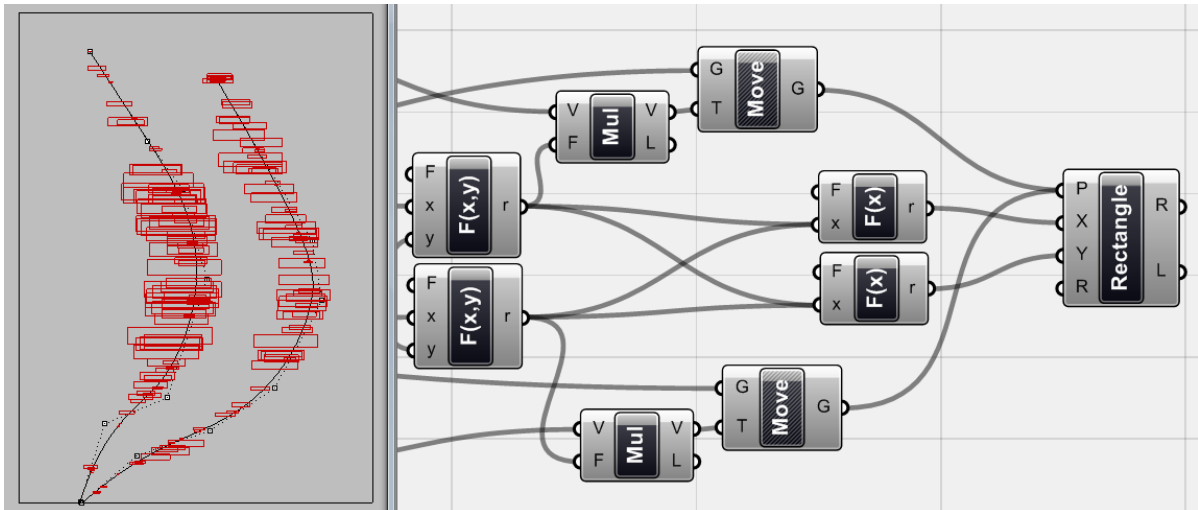 G
T
Move
G
V
F
Mul
V
L
F
x
y
F(x,y)
r
F
x
F(x)
r
P
X
Y
R
Rectangle
R
L
F
x
y
F(x,y)
r
F
x
F(x)
r
G
T
Move
G
V
F
Mul
V
L